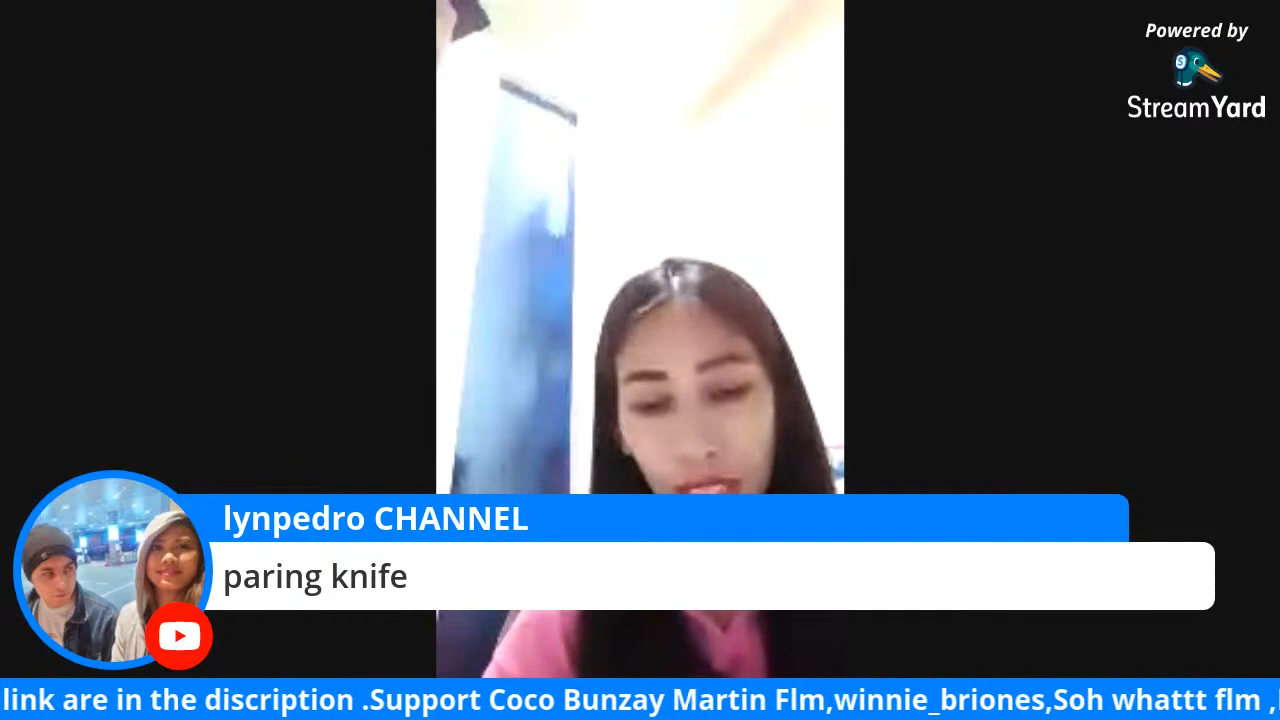 Powered by
StreamYard
lynpedro CHANNEL
paring knife
link are in the discription .Support Coco Bunzay Martin Flm,winnie_briones,Soh whattt flm ,